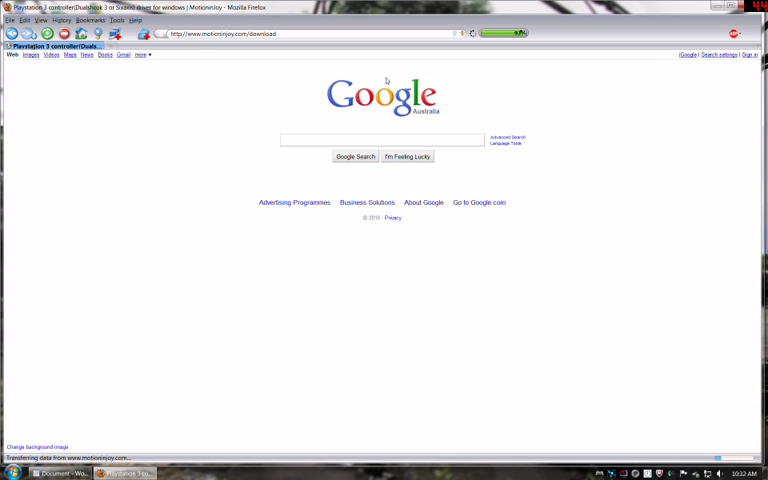 Playstation 3 controller(Dualshock 3 or Sixaxis) driver for windows | MotioninJoy - Mozilla Firefox
File Edit View History Bookmarks Tools Help
http://www.motioninjoy.com/download
Playstation 3 controller(Duals...
Web Images Videos Maps News Books Gmail more ▾ iGoogle | Search settings | Sign in
Google
Australia
Advanced Search
Language Tools
Google Search I'm Feeling Lucky
Advertising Programmes Business Solutions About Google Go to Google.com
© 2010 - Privacy
Change background image
Transferring data from www.motioninjoy.com...
Document - Wo... Playstation 3 co... 10:32 AM